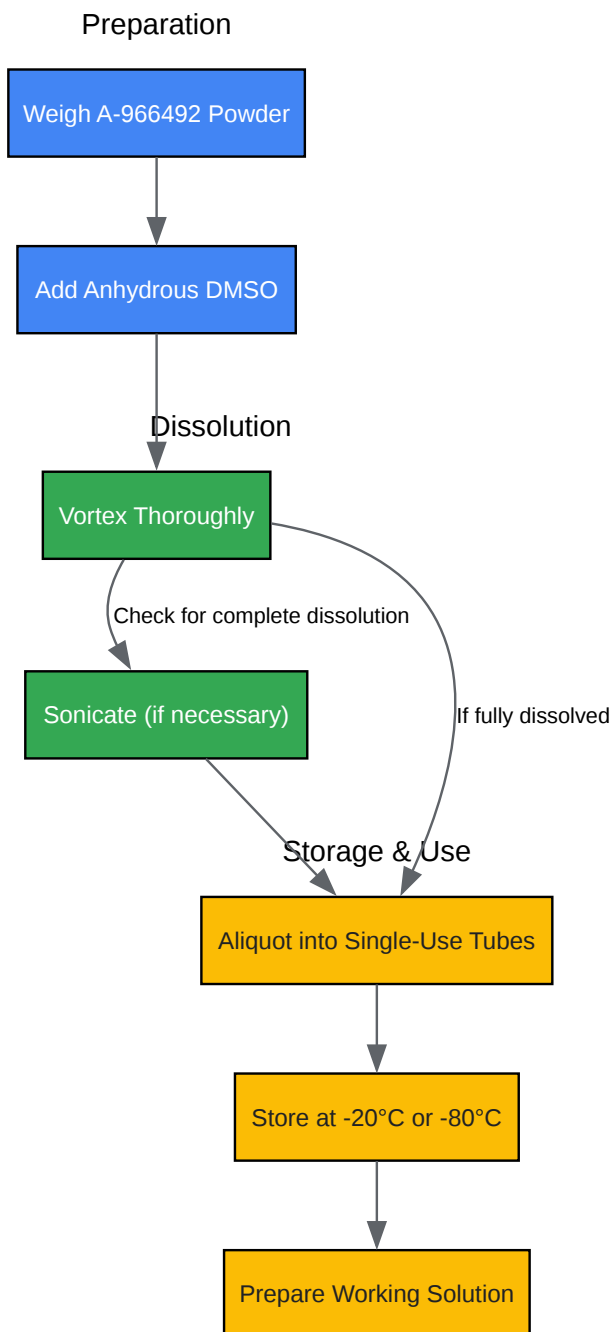 Preparation
Weigh A-966492 Powder
Add Anhydrous DMSO
Dissolution
Vortex Thoroughly
Check for complete dissolution
Sonicate (if necessary)
If fully dissolved
Storage & Use
Aliquot into Single-Use Tubes
Store at -20°C or -80°C
Prepare Working Solution